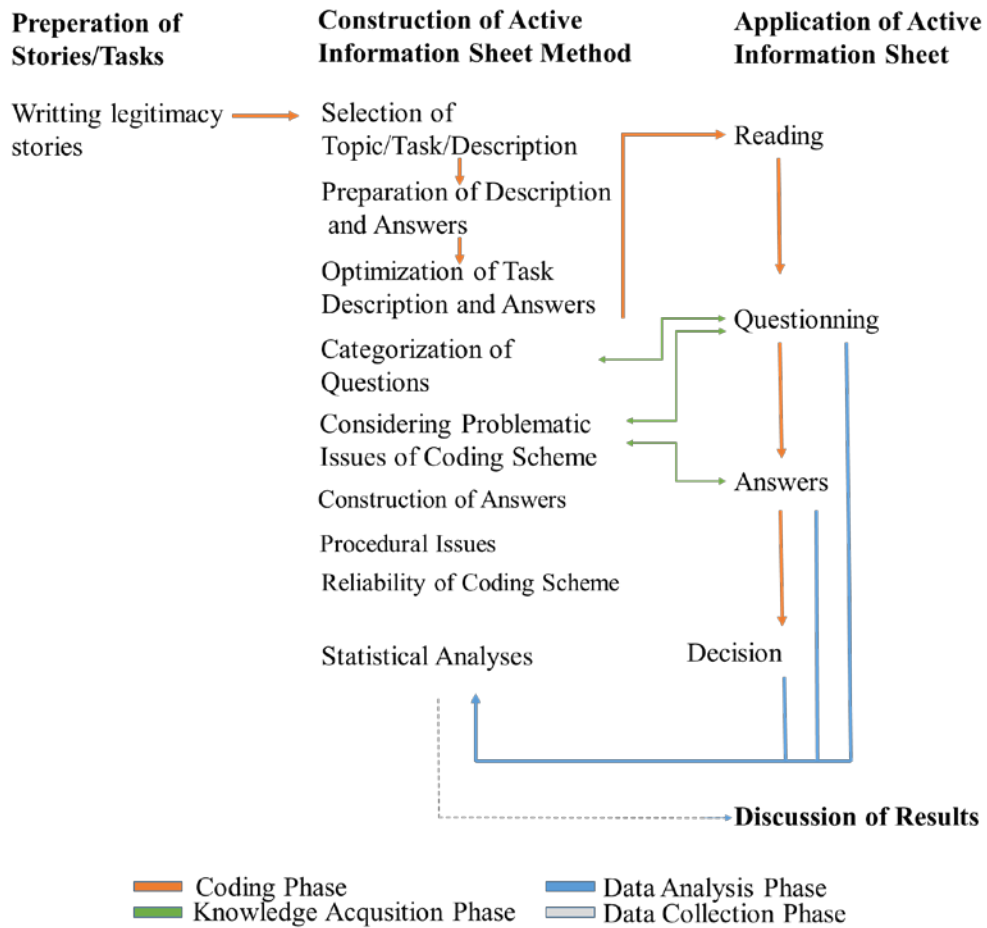 Preperation of
Stories/Tasks
Writting legitimacy
stories
Construction of Active
Information Sheet Method
Selection of
Topic/Task/Description
Preparation of Description
and Answers
Optimization of Task
Description and Answers
Categorization of
Questions
Considering Problematic
Issues of Coding Scheme
Construction of Answers
Procedural Issues
Reliability of Coding Scheme
Statistical Analyses
Application of Active
Information Sheet
Reading
Questionning
Answers
Decision
Discussion of Results
Coding Phase
Knowledge Acqusition Phase
Data Analysis Phase
Data Collection Phase